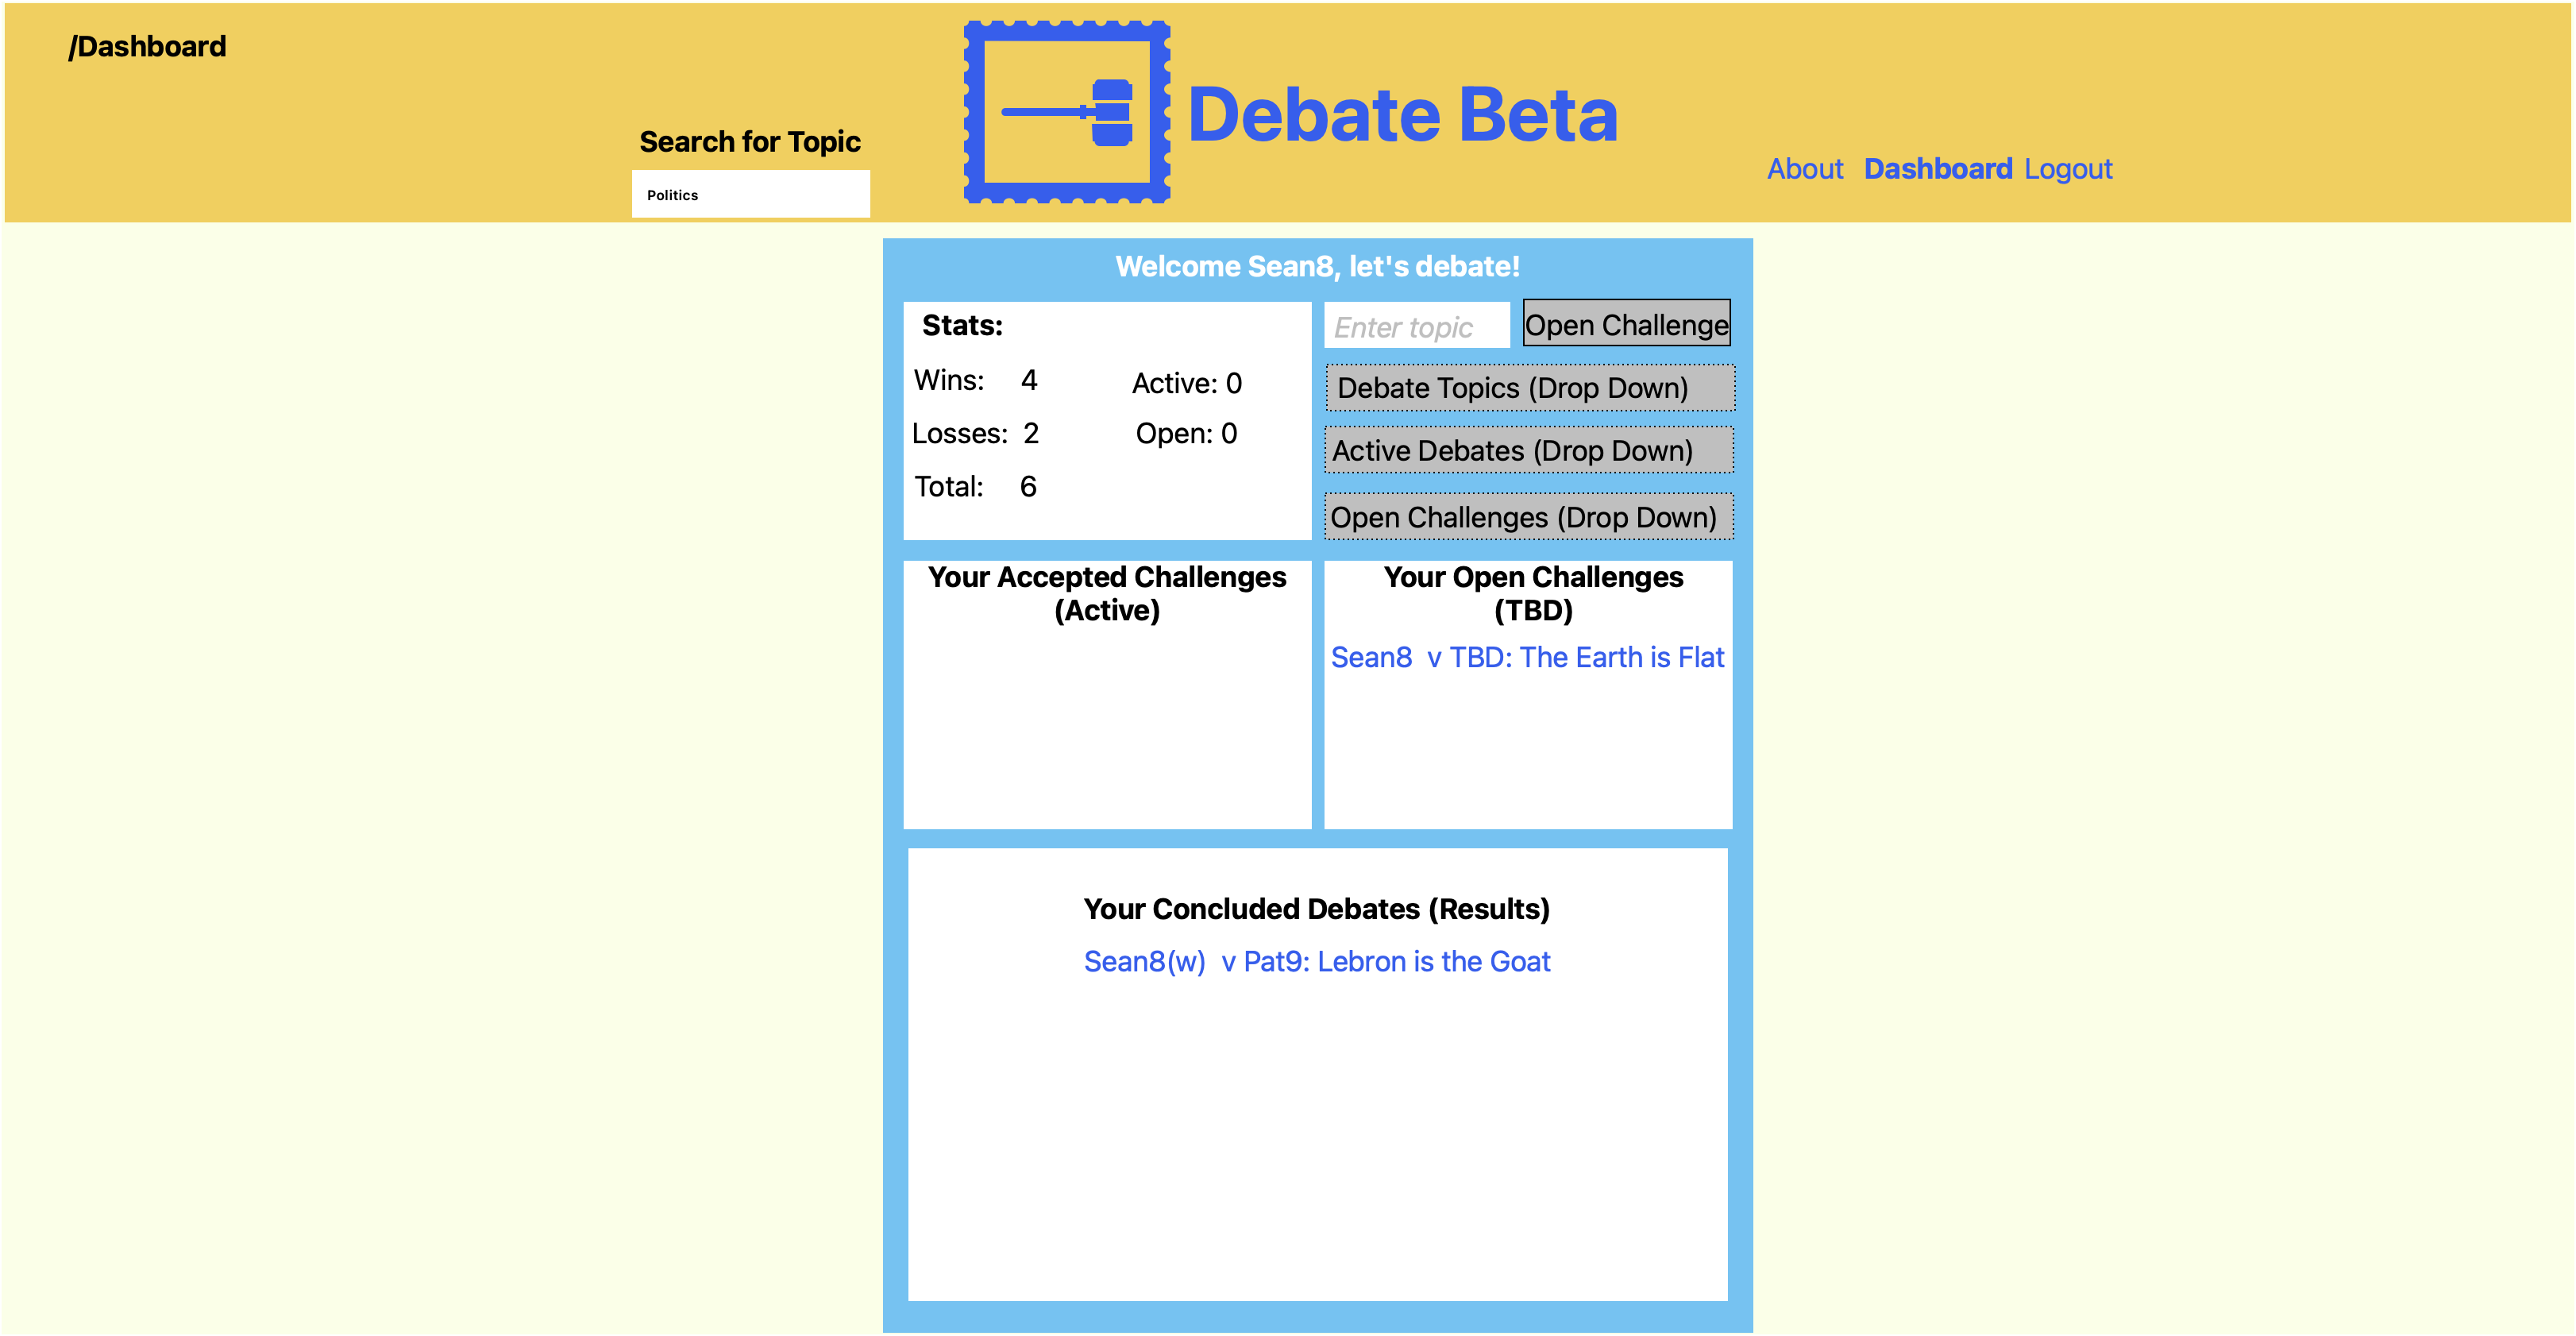 /Dashboard
Debate Beta
Search for Topic
Politics
About Dashboard Logout
Welcome Sean8, let's debate!
Stats:
Wins: 4
Active: 0
Losses: 2
Open: 0
Total: 6
Enter topic
Open Challenge
Debate Topics (Drop Down)
Active Debates (Drop Down)
Open Challenges (Drop Down)
Your Accepted Challenges
(Active)
Your Open Challenges
(TBD)
Sean8 v TBD: The Earth is Flat
Your Concluded Debates (Results)
Sean8(w) v Pat9: Lebron is the Goat